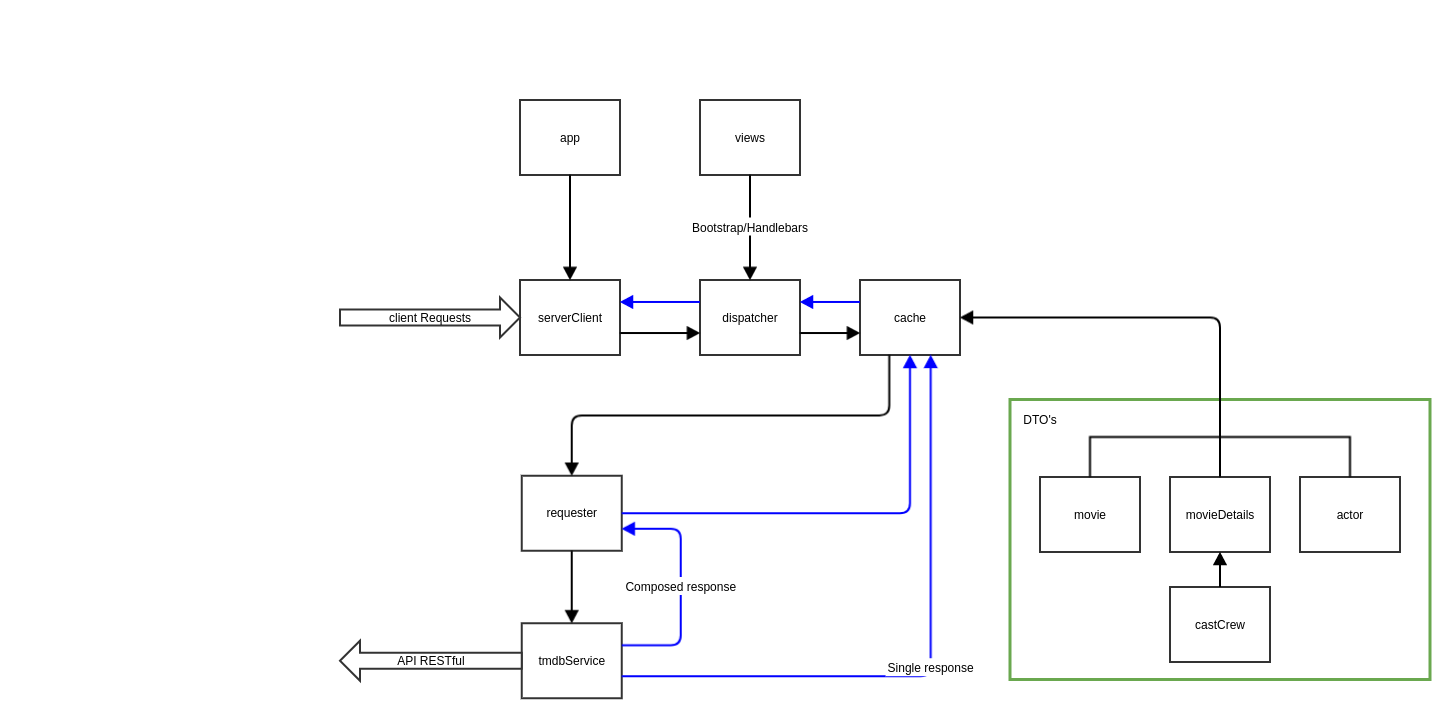 app
views
Bootstrap/Handlebars
client Requests
serverClient
dispatcher
cache
DTO's
requester
movie
movieDetails
actor
Composed response
castCrew
API RESTful
tmdbService
Single response